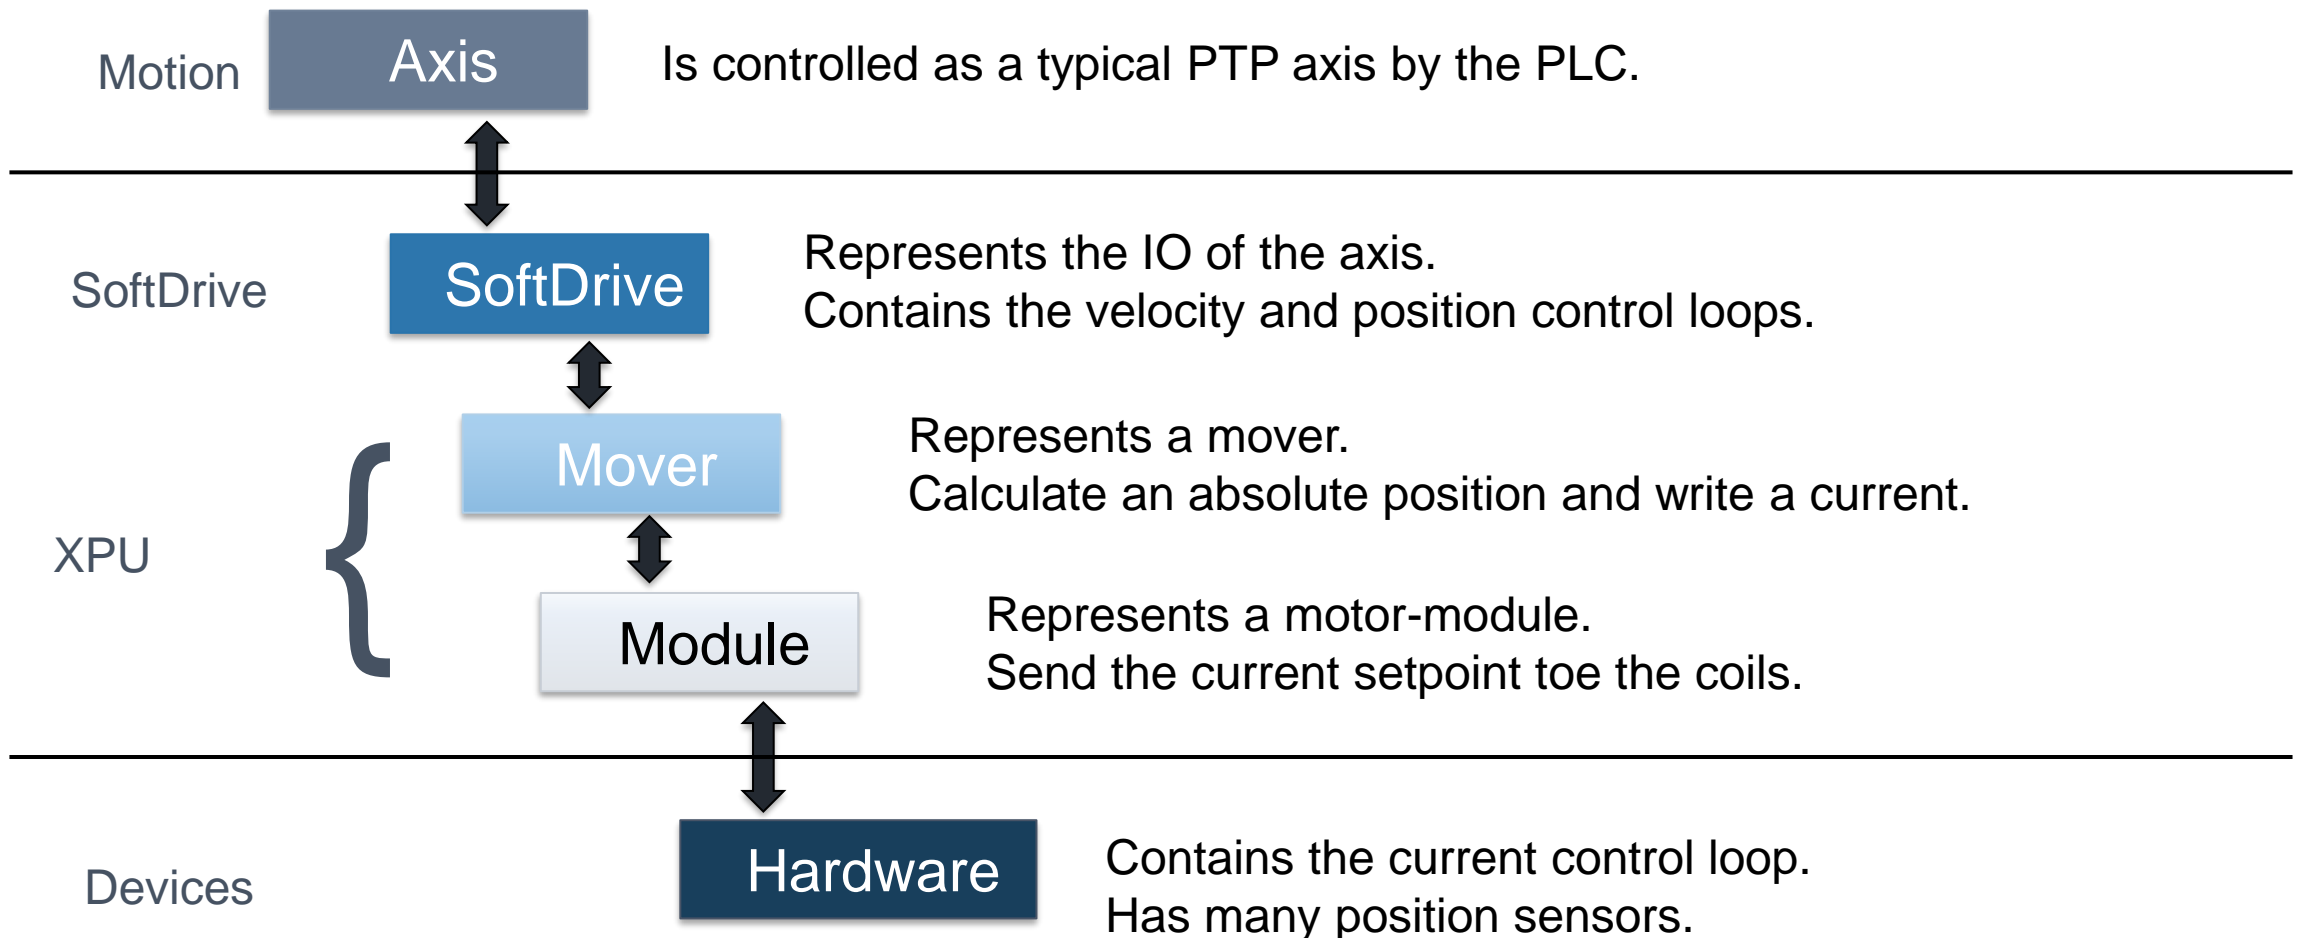 Motion
Axis
Is controlled as a typical PTP axis by the PLC.
SoftDrive
SoftDrive
Represents the IO of the axis.
Contains the velocity and position control loops.
XPU
{
Mover
Represents a mover.
Calculate an absolute position and write a current.
Module
Represents a motor-module.
Send the current setpoint toe the coils.
Devices
Hardware
Contains the current control loop.
Has many position sensors.